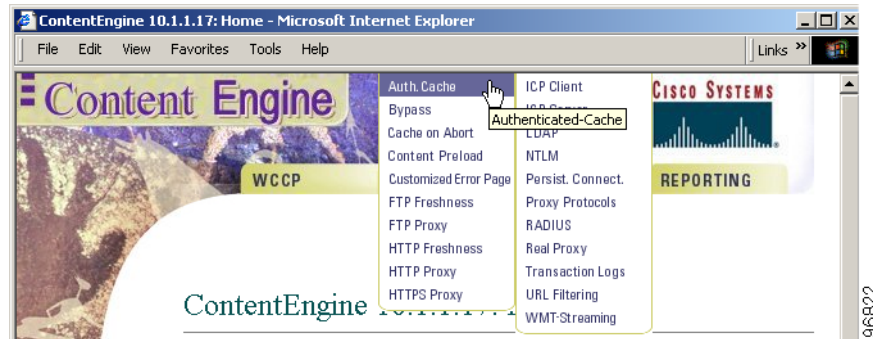 ContentEngine 10.1.1.17: Home - Microsoft Internet Explorer
File Edit View Favorites Tools Help Links »
Content Engine
CISCO SYSTEMS
WCCP
REPORTING
Auth. Cache
Bypass
Cache on Abort
Content Preload
Customized Error Page
FTP Freshness
FTP Proxy
HTTP Freshness
HTTP Proxy
HTTPS Proxy
ICP Client
Authenticated-Cache
LDAP
NTLM
Persist. Connect.
Proxy Protocols
RADIUS
Real Proxy
Transaction Logs
URL Filtering
WMT-Streaming
ContentEngine
96822